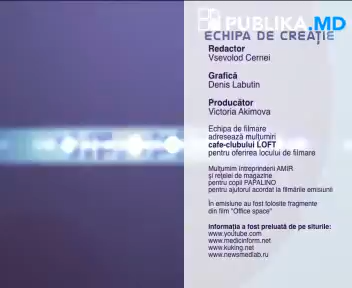 PUBLIKA.MD
ECHIPA DE CREAȚIE
Redactor
Vsevolod Cernei
Grafică
Denis Labutin
Producător
Victoria Akimova
Echipa de filmare
adresează mulțumiri
cafe-clubului LOFT
pentru oferirea locului de filmare
Mulțumim întreprinderii AMIR
și rețelei de magazine
pentru copii PAPALINO
pentru ajutorul acordat la filmările emisiunii
În emisiune au fost folosite fragmente
din film "Office space"
Informația a fost preluată de pe siturile:
www.youtube.com
www.medicinform.net
www.kuking.net
www.newsmedlab.ru